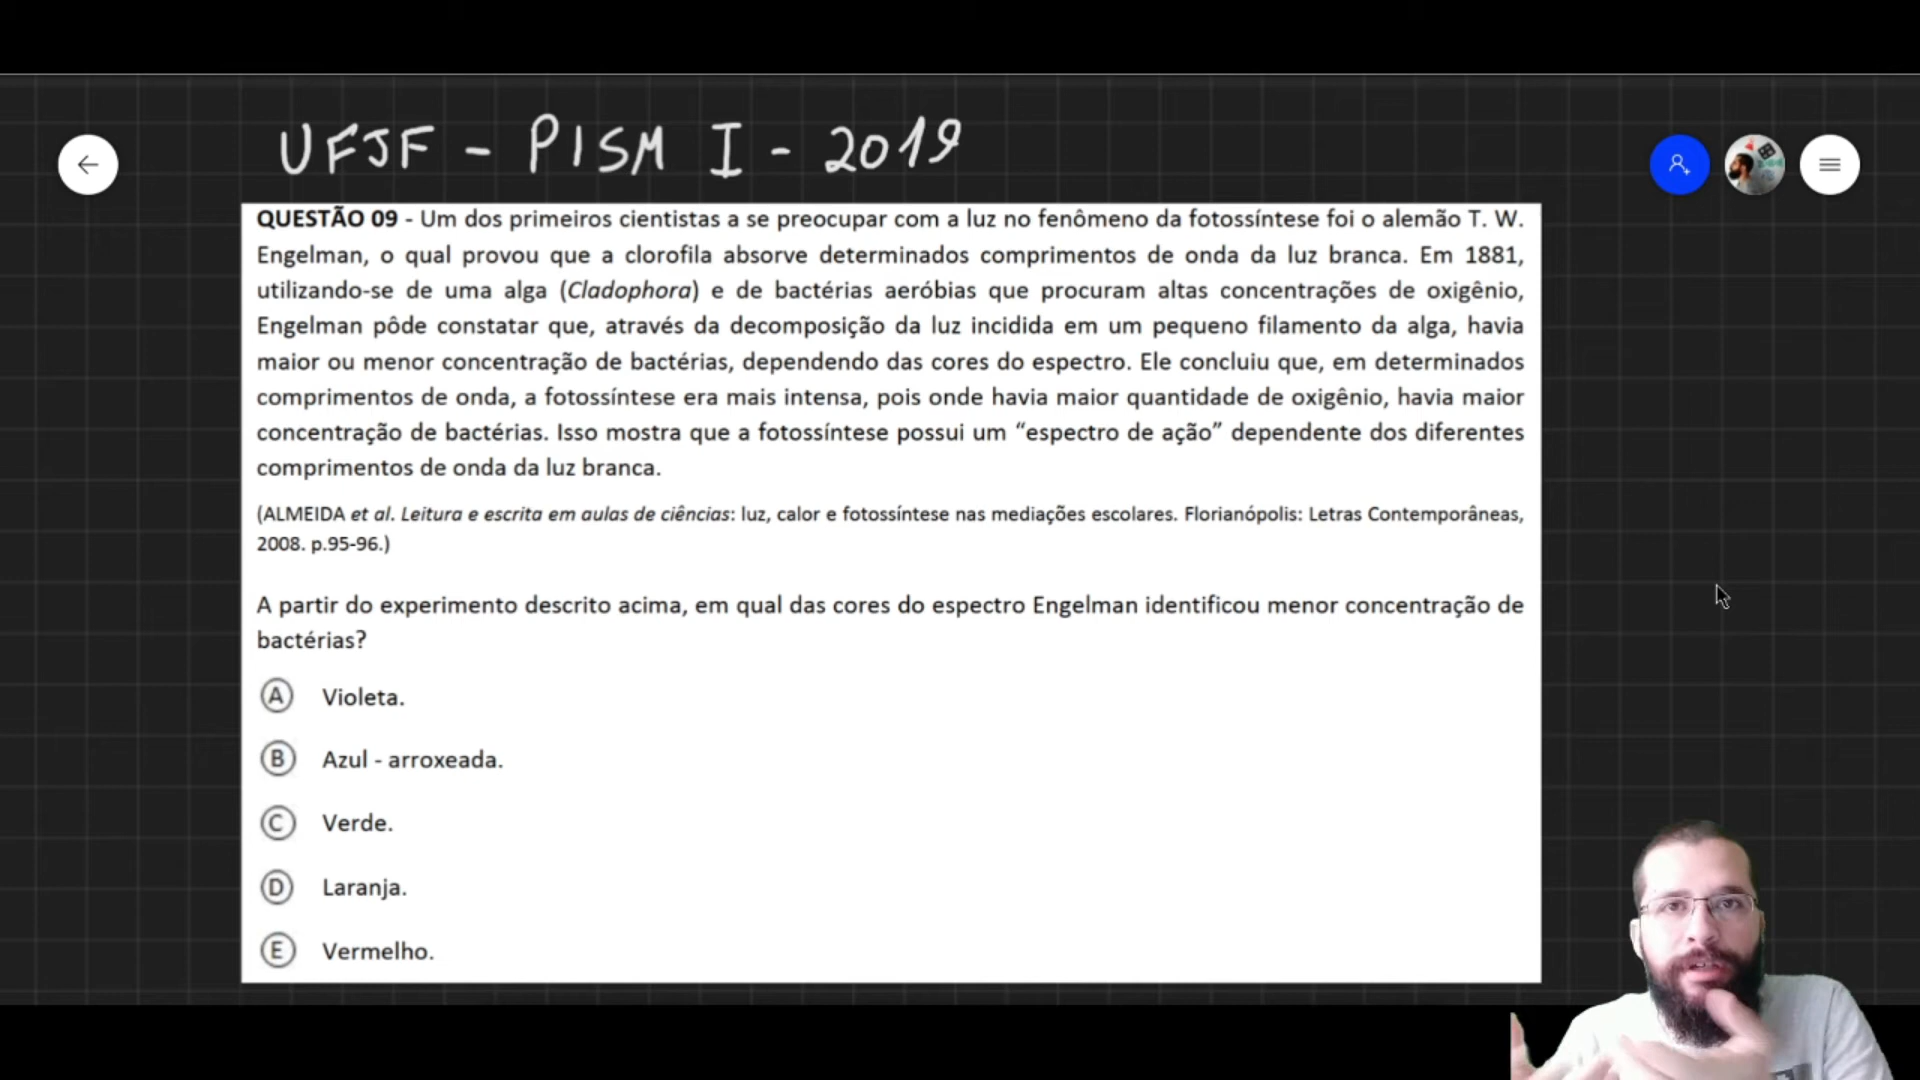 UFJF - PISM I - 2019
QUESTÃO 09 - Um dos primeiros cientistas a se preocupar com a luz no fenômeno da fotossíntese foi o alemão T. W.
Engelman, o qual provou que a clorofila absorve determinados comprimentos de onda da luz branca. Em 1881,
utilizando-se de uma alga (Cladophora) e de bactérias aeróbias que procuram altas concentrações de oxigênio,
Engelman pôde constatar que, através da decomposição da luz incidida em um pequeno filamento da alga, havia
maior ou menor concentração de bactérias, dependendo das cores do espectro. Ele concluiu que, em determinados
comprimentos de onda, a fotossíntese era mais intensa, pois onde havia maior quantidade de oxigênio, havia maior
concentração de bactérias. Isso mostra que a fotossíntese possui um “espectro de ação” dependente dos diferentes
comprimentos de onda da luz branca.
(ALMEIDA et al. Leitura e escrita em aulas de ciências: luz, calor e fotossíntese nas mediações escolares. Florianópolis: Letras Contemporâneas,
2008. p.95-96.)
A partir do experimento descrito acima, em qual das cores do espectro Engelman identificou menor concentração de
bactérias?
A Violeta.
B Azul - arroxeada.
C Verde.
D Laranja.
E Vermelho.